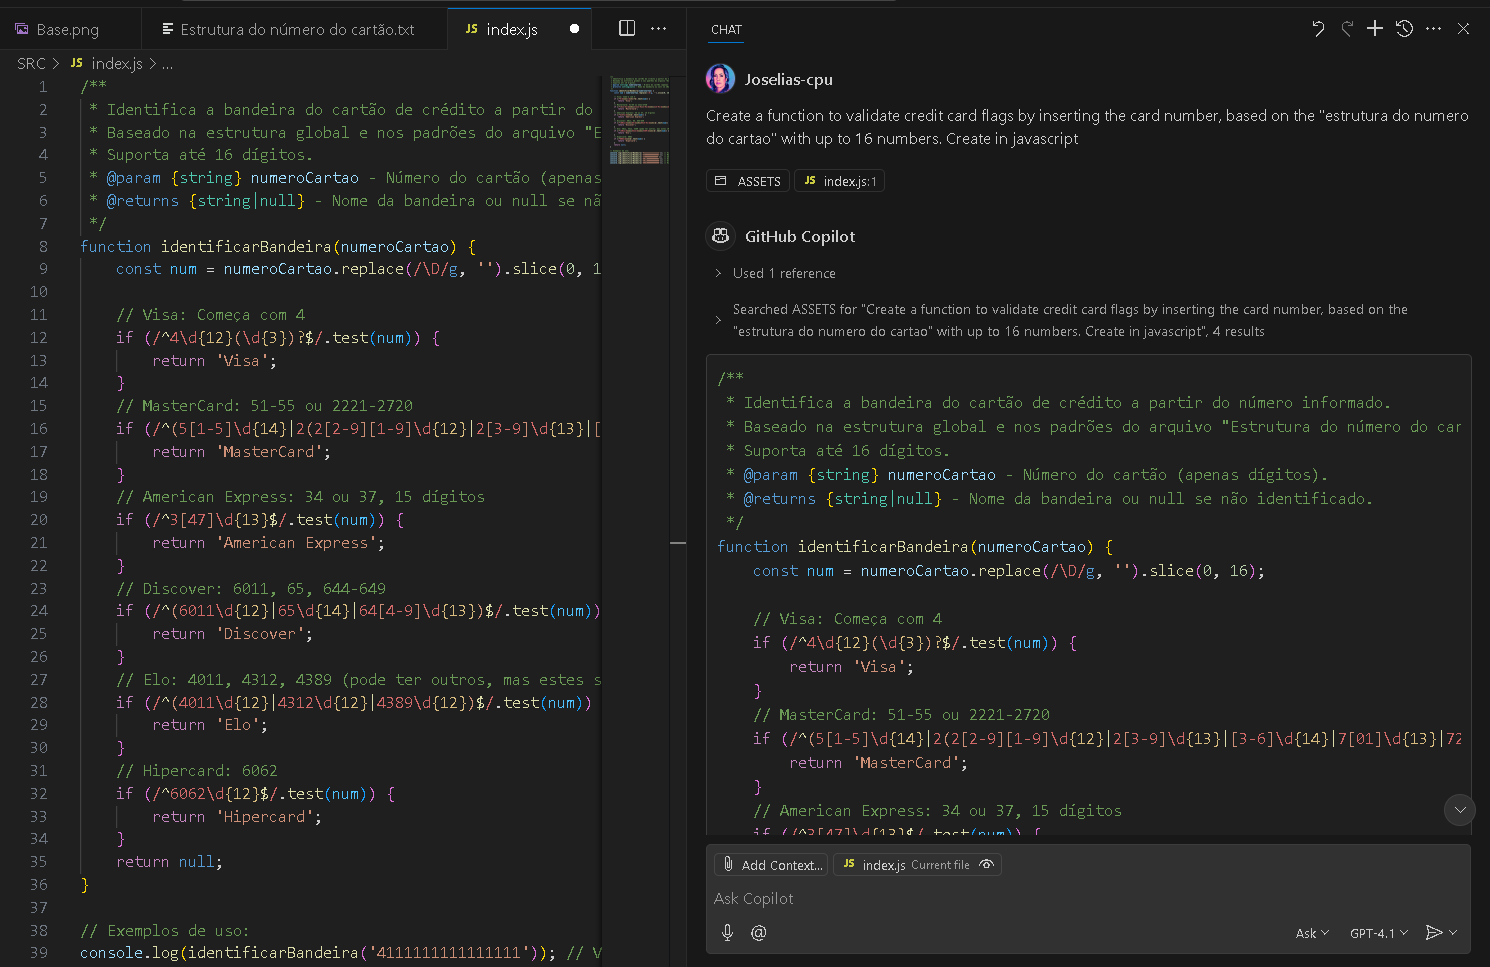 Base.png
Estrutura do número do cartão.txt
JS index.js
SRC > JS index.js > ...
1 /**
2 * Identifica a bandeira do cartão de crédito a partir do
3 * Baseado na estrutura global e nos padrões do arquivo "E
4 * Suporta até 16 dígitos.
5 * @param {string} numeroCartao - Número do cartão (apenas
6 * @returns {string|null} - Nome da bandeira ou null se nã
7 */
8 function identificarBandeira(numeroCartao) {
9 const num = numeroCartao.replace(/\D/g, '').slice(0, 1
10
11 // Visa: Começa com 4
12 if (/^4\d{12}(\d{3})?$/.test(num)) {
13 return 'Visa';
14 }
15 // MasterCard: 51-55 ou 2221-2720
16 if (/^(5[1-5]\d{14}|2(2[2-9][1-9]\d{12}|2[3-9]\d{13}|[
17 return 'MasterCard';
18 }
19 // American Express: 34 ou 37, 15 dígitos
20 if (/^3[47]\d{13}$/.test(num)) {
21 return 'American Express';
22 }
23 // Discover: 6011, 65, 644-649
24 if (/^(6011\d{12}|65\d{14}|64[4-9]\d{13})$/.test(num))
25 return 'Discover';
26 }
27 // Elo: 4011, 4312, 4389 (pode ter outros, mas estes s
28 if (/^(4011\d{12}|4312\d{12}|4389\d{12})$/.test(num))
29 return 'Elo';
30 }
31 // Hipercard: 6062
32 if (/^6062\d{12}$/.test(num)) {
33 return 'Hipercard';
34 }
35 return null;
36 }
37
38 // Exemplos de uso:
39 console.log(identificarBandeira('4111111111111111')); // V
CHAT
Joselias-cpu
Create a function to validate credit card flags by inserting the card number, based on the "estrutura do numero
do cartao" with up to 16 numbers. Create in javascript
ASSETS JS index.js:1
GitHub Copilot
> Used 1 reference
Searched ASSETS for "Create a function to validate credit card flags by inserting the card number, based on the
"estrutura do numero do cartao" with up to 16 numbers. Create in javascript", 4 results
/**
* Identifica a bandeira do cartão de crédito a partir do número informado.
* Baseado na estrutura global e nos padrões do arquivo "Estrutura do número do car
* Suporta até 16 dígitos.
* @param {string} numeroCartao - Número do cartão (apenas dígitos).
* @returns {string|null} - Nome da bandeira ou null se não identificado.
*/
function identificarBandeira(numeroCartao) {
const num = numeroCartao.replace(/\D/g, '').slice(0, 16);
// Visa: Começa com 4
if (/^4\d{12}(\d{3})?$/.test(num)) {
return 'Visa';
}
// MasterCard: 51-55 ou 2221-2720
if (/^(5[1-5]\d{14}|2(2[2-9][1-9]\d{12}|2[3-9]\d{13}|[3-6]\d{14}|7[01]\d{13}|72
return 'MasterCard';
}
// American Express: 34 ou 37, 15 dígitos
if (/^3[47]\d{13}$/.test(num)) {
Add Context... JS index.js Current file
Ask Copilot
@ Ask GPT-4.1